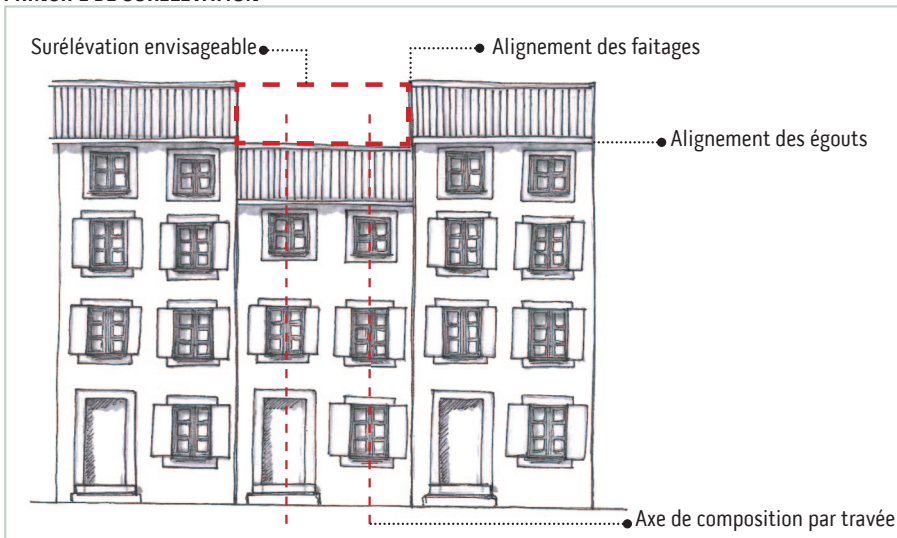 Surélévation envisageable
Alignement des faitages
Alignement des égouts
Axe de composition par travée